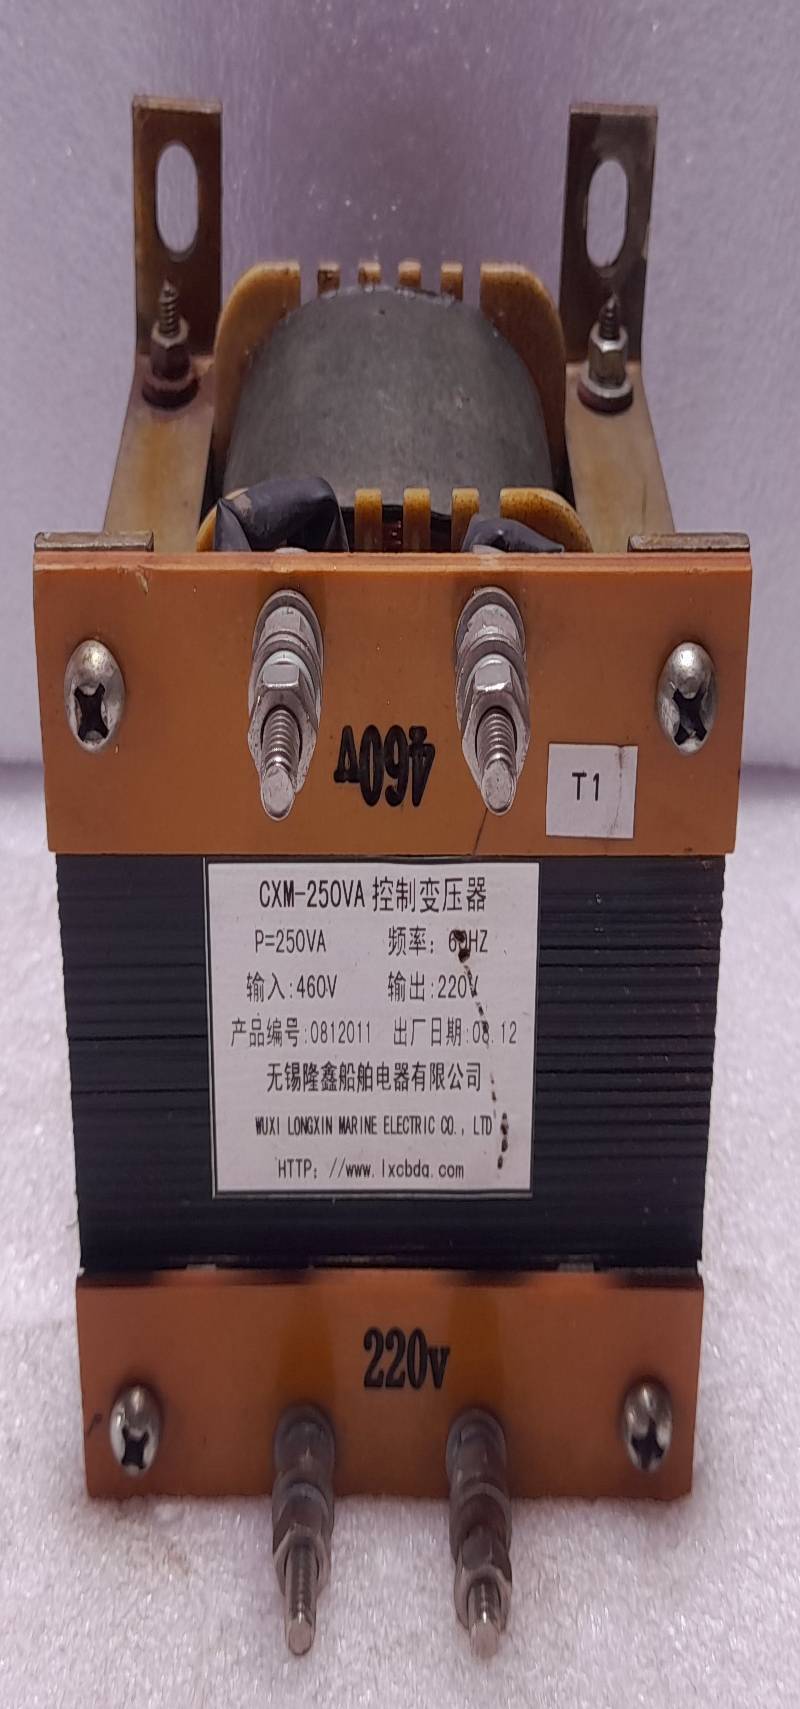 460V
T1
CXM-250VA 控制变压器
P=250VA 频率: 60HZ
输入:460V 输出:220V
产品编号:0812011 出厂日期:08.12
无锡隆鑫船舶电器有限公司
WUXI LONGXIN MARINE ELECTRIC CO., LTD
HTTP: //www.lxcbdq.com
220v